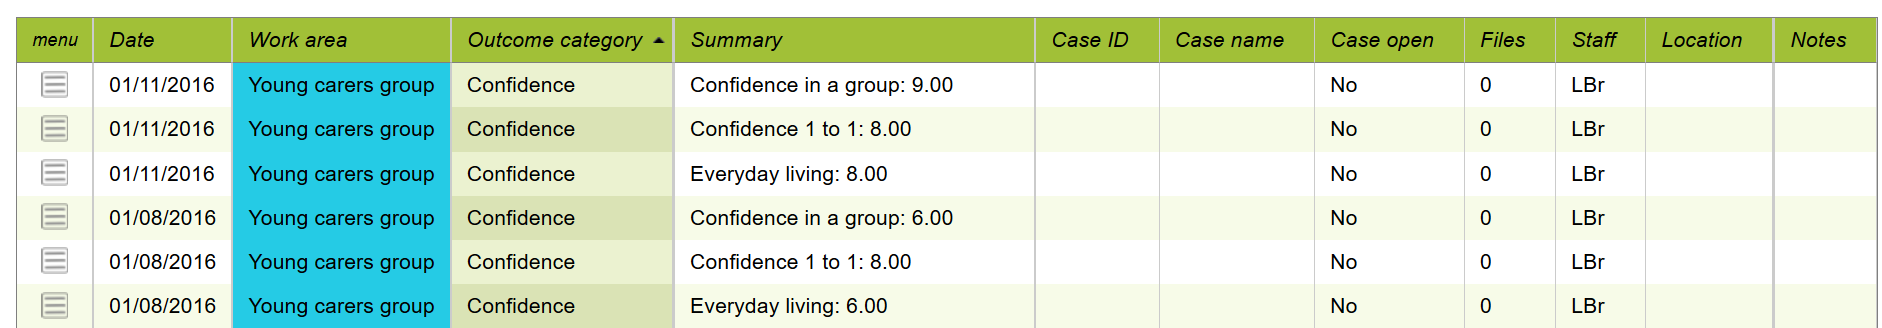 menu Date Work area Outcome category Summary Case ID Case name Case open Files Staff Location Notes
01/11/2016 Young carers group Confidence Confidence in a group: 9.00 No 0 LBr
01/11/2016 Young carers group Confidence Confidence 1 to 1: 8.00 No 0 LBr
01/11/2016 Young carers group Confidence Everyday living: 8.00 No 0 LBr
01/08/2016 Young carers group Confidence Confidence in a group: 6.00 No 0 LBr
01/08/2016 Young carers group Confidence Confidence 1 to 1: 8.00 No 0 LBr
01/08/2016 Young carers group Confidence Everyday living: 6.00 No 0 LBr